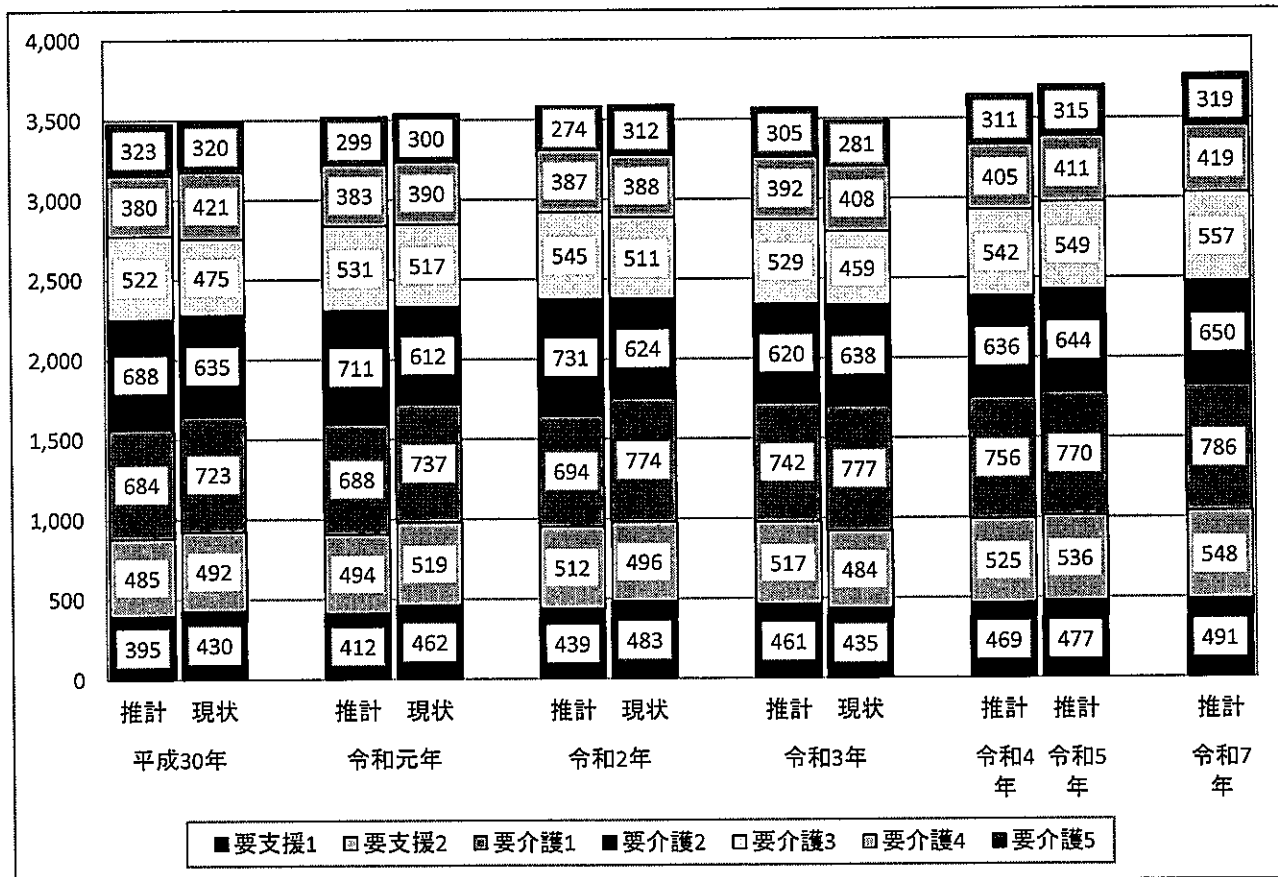 4,000
3,500
3,000
2,500
2,000
1,500
1,000
500
0
323 320 299 300 274 312 305 281 311 315 319
380 421 383 390 387 388 392 408 405 411 419
522 475 531 517 545 511 529 459 542 549 557
688 635 711 612 731 624 620 638 636 644 650
684 723 688 737 694 774 742 777 756 770 786
485 492 494 519 512 496 517 484 525 536 548
395 430 412 462 439 483 461 435 469 477 491
推計 現状 推計 現状 推計 現状 推計 現状 推計 推計 推計
平成30年 令和元年 令和2年 令和3年 令和4年 令和5年 令和7年
■要支援1 □要支援2 ■要介護1 ■要介護2 □要介護3 □要介護4 ■要介護5